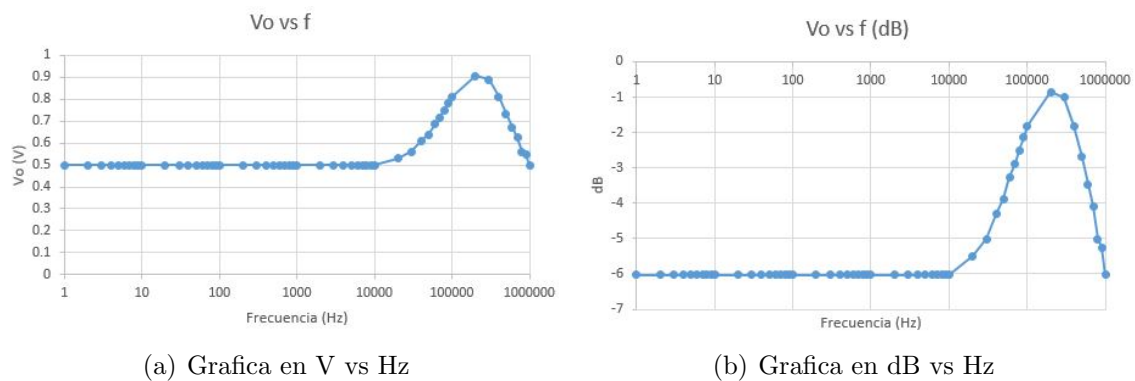 Vo vs f
1
0.9
0.8
0.7
0.6
0.5
0.4
0.3
0.2
0.1
0
Vo (V)
1 10 100 1000 10000 100000 1000000
Frecuencia (Hz)
(a) Grafica en V vs Hz
Vo vs f (dB)
0
1 10 100 1000 10000 100000 1000000
-1
-2
-3
-4
-5
-6
-7
dB
Frecuencia (Hz)
(b) Grafica en dB vs Hz